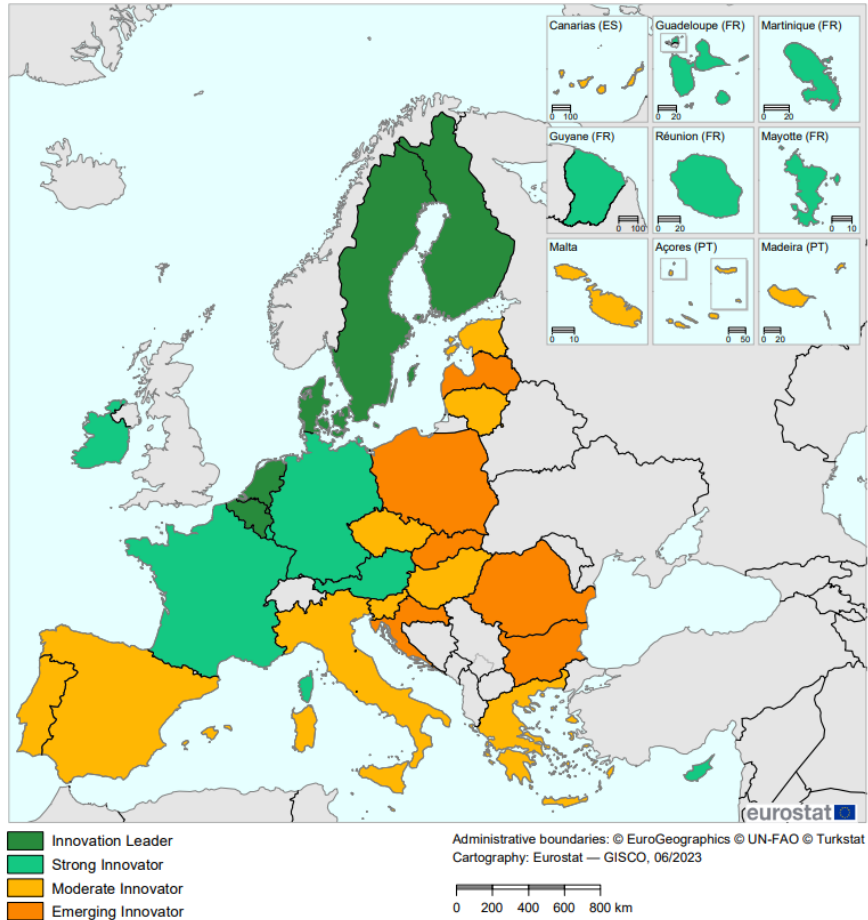 Canarias (ES)
0 100
Guadeloupe (FR)
0 20
Martinique (FR)
0 20
Guyane (FR)
0 100
Réunion (FR)
0 20
Mayotte (FR)
0 10
Malta
0 10
Açores (PT)
0 50
Madeira (PT)
0 20
eurostat
Innovation Leader
Strong Innovator
Moderate Innovator
Emerging Innovator
Administrative boundaries: © EuroGeographics © UN-FAO © Turkstat
Cartography: Eurostat — GISCO, 06/2023
0 200 400 600 800 km